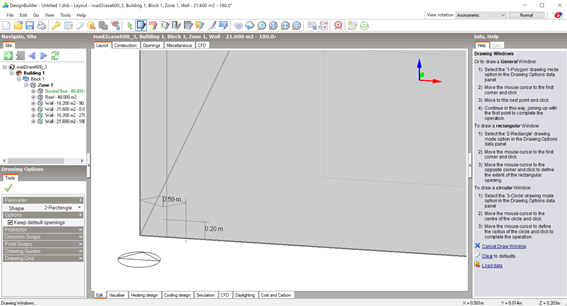 DesignBuilder - Untitled 1.dsb - Layout - road2case600_3, Building 1, Block 1, Zone 1, Wall - 21.600 m2 - 180.0°
File Edit Go View Tools Help
View rotation Axonometric Normal
Navigate, Site
Site
road2case600_3
Building 1
Block 1
Zone 1
Ground floor - 48.000 m2
Roof - 48.000 m2
Wall - 16.200 m2 - 90
Wall - 21.600 m2 - 0.0
Wall - 16.200 m2 - 270
Wall - 21.600 m2 - 180
Drawing Options
Tools
Perimeter
Shape 2-Rectangle
Options
Keep default openings
Protractor
Direction Snaps
Point Snaps
Drawing Guides
Drawing Grid
road2case600_3, Building 1, Block 1, Zone 1, Wall - 21.600 m2 - 180.0°
Layout Construction Openings Miscellaneous CFD
0.50 m
0.20 m
Edit Visualise Heating design Cooling design Simulation CFD Daylighting Cost and Carbon
Info, Help
Help Data
Drawing Windows
Or to draw a General Window:
1) Select the '1-Polygon' drawing mode
option in the Drawing Options data
panel
2) Move the mouse cursor to the first
corner and click.
3) Move to the next point and click.
4) Continue in this way, joining up with
the first point to complete the
operation.
To draw a rectangular Window:
1) Select the '2-Rectangle' drawing
mode option in the Drawing Options
data panel
2) Move the mouse cursor to the first
corner and click.
3) Move the mouse cursor to the
opposite corner and click to define
the extent of the rectangular
opening.
To draw a circular Window:
1) Select the '3-Circle' drawing mode
option in the Drawing Options data
panel
2) Move the mouse cursor to the
centre of the circle and click
3) Move the mouse cursor to define
the radius of the circle and click to
complete the operation.
Cancel Draw Window
Clear to defaults
Load data
Drawing Windows...
X = 0.501m Y = 0.014m Z = 0.203m